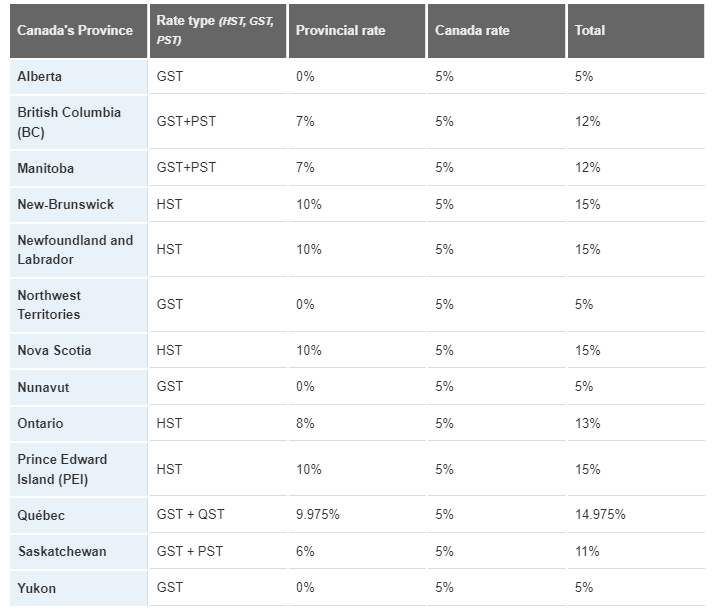 Canada's Province Rate type (HST, GST, PST) Provincial rate Canada rate Total
Alberta GST 0% 5% 5%
British Columbia (BC) GST+PST 7% 5% 12%
Manitoba GST+PST 7% 5% 12%
New-Brunswick HST 10% 5% 15%
Newfoundland and Labrador HST 10% 5% 15%
Northwest Territories GST 0% 5% 5%
Nova Scotia HST 10% 5% 15%
Nunavut GST 0% 5% 5%
Ontario HST 8% 5% 13%
Prince Edward Island (PEI) HST 10% 5% 15%
Québec GST + QST 9.975% 5% 14.975%
Saskatchewan GST + PST 6% 5% 11%
Yukon GST 0% 5% 5%